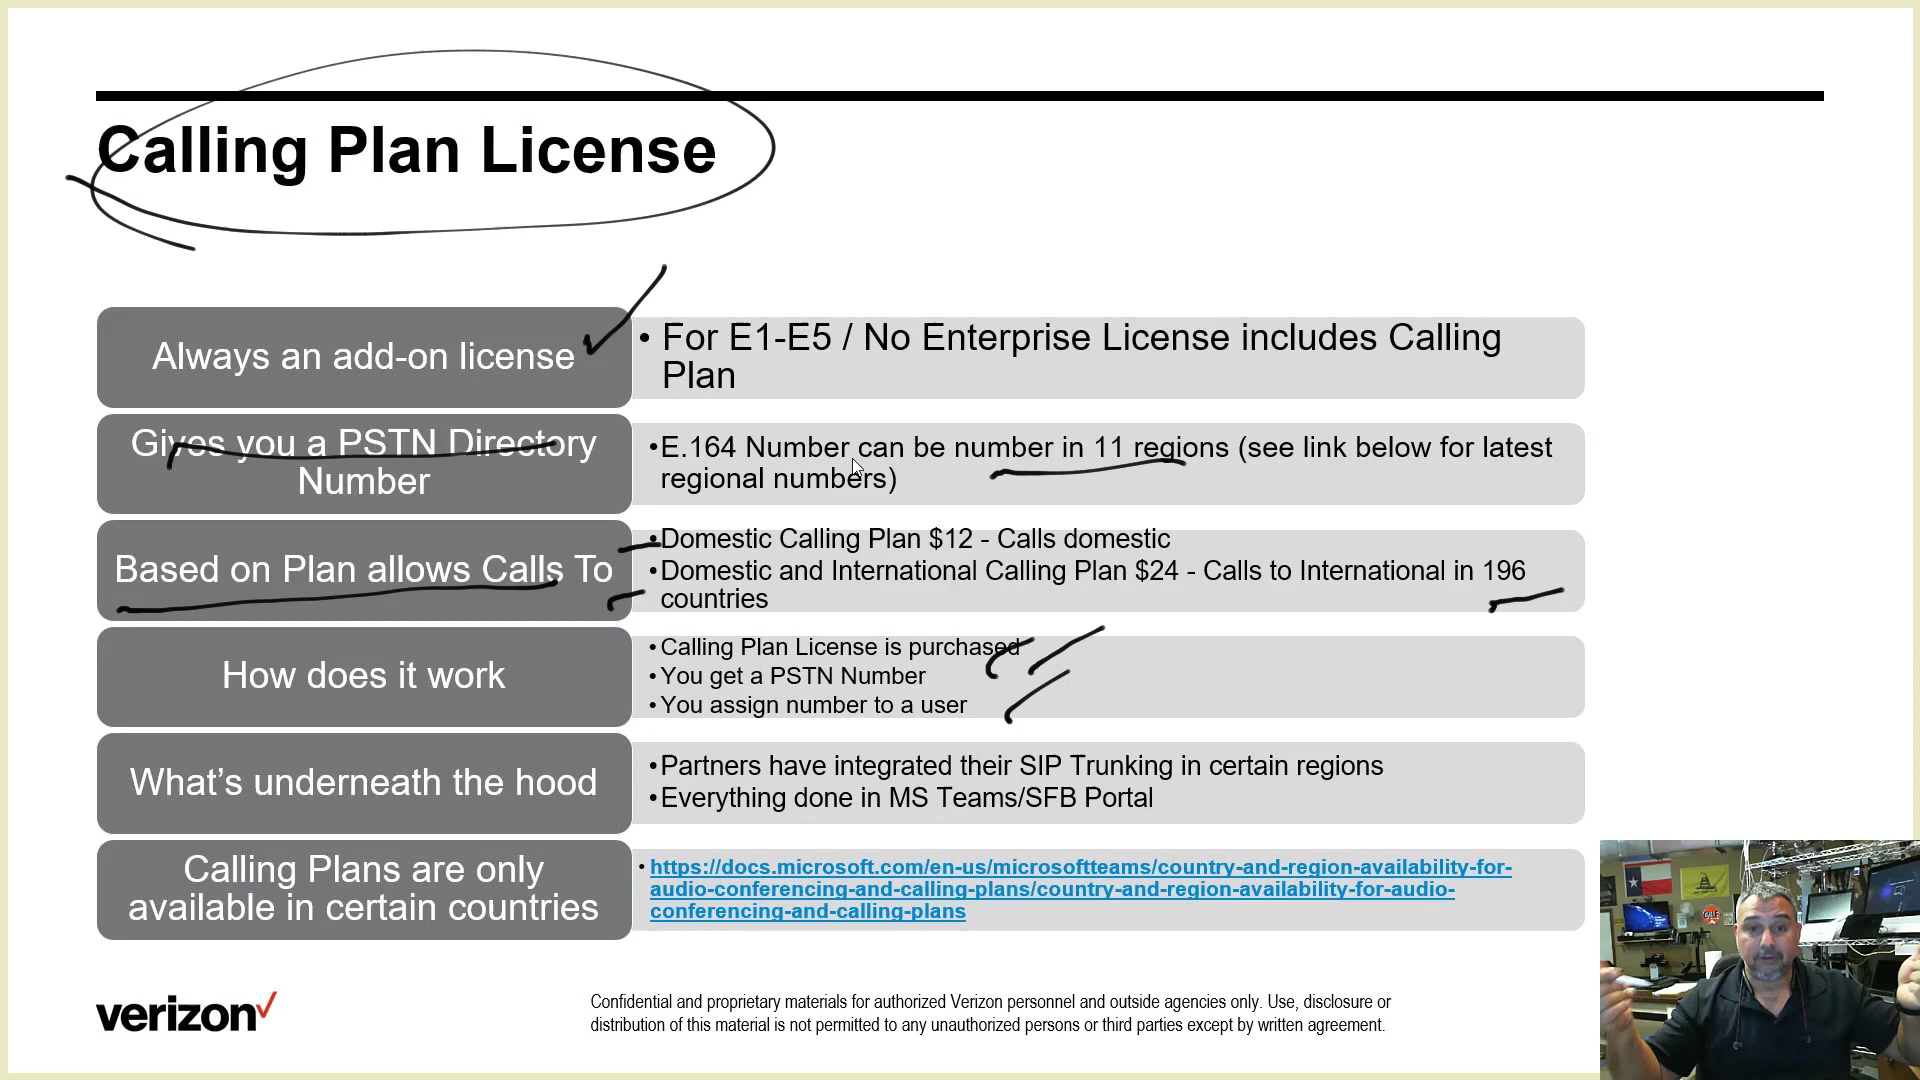 Calling Plan License
Always an add-on license
• For E1-E5 / No Enterprise License includes Calling
Plan
Gives you a PSTN Directory
Number
•E.164 Number can be number in 11 regions (see link below for latest
regional numbers)
Based on Plan allows Calls To
•Domestic Calling Plan $12 - Calls domestic
•Domestic and International Calling Plan $24 - Calls to International in 196
countries
How does it work
•Calling Plan License is purchased
•You get a PSTN Number
•You assign number to a user
What’s underneath the hood
•Partners have integrated their SIP Trunking in certain regions
•Everything done in MS Teams/SFB Portal
Calling Plans are only
available in certain countries
• https://docs.microsoft.com/en-us/microsoftteams/country-and-region-availability-for-
audio-conferencing-and-calling-plans/country-and-region-availability-for-audio-
conferencing-and-calling-plans
verizon
Confidential and proprietary materials for authorized Verizon personnel and outside agencies only. Use, disclosure or
distribution of this material is not permitted to any unauthorized persons or third parties except by written agreement.